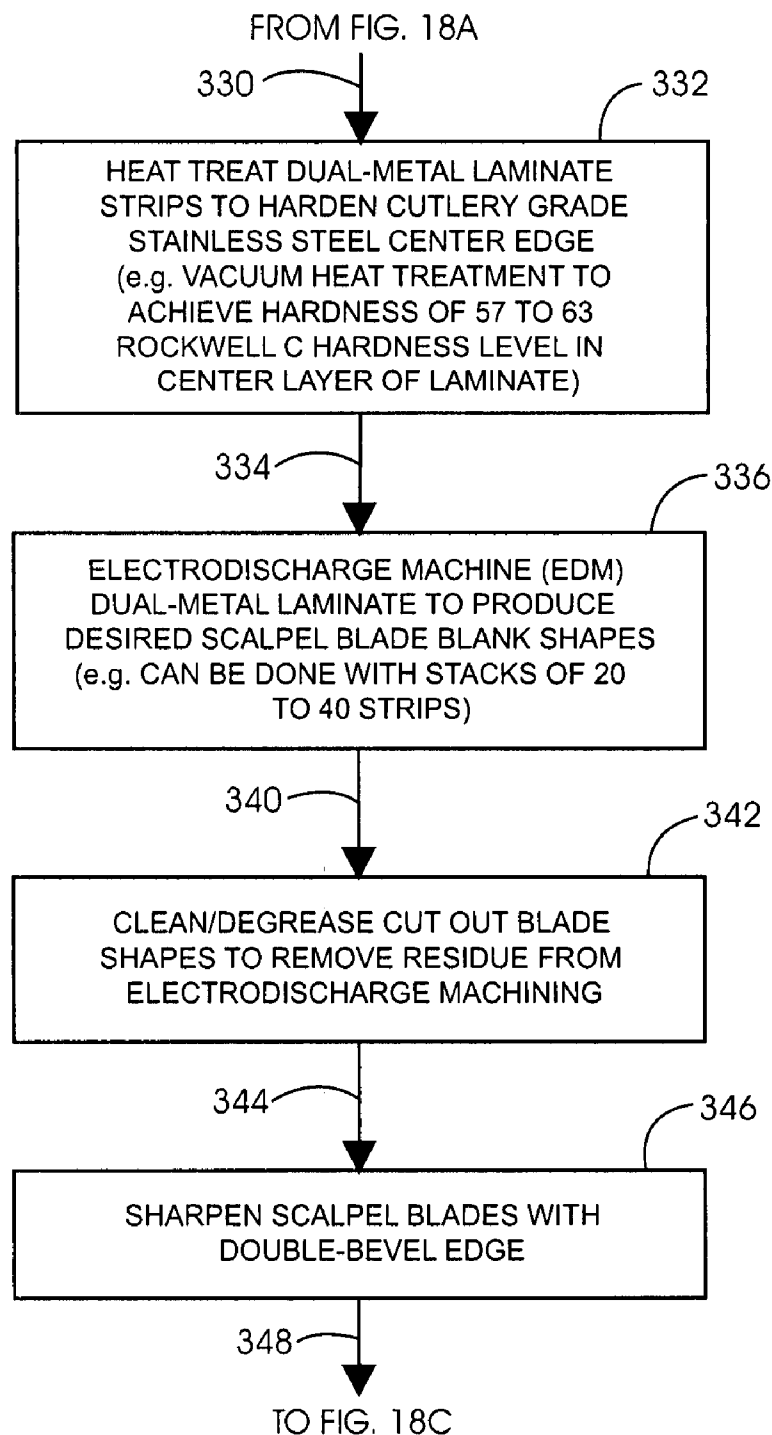 FROM FIG. 18A
330
332
HEAT TREAT DUAL-METAL LAMINATE
STRIPS TO HARDEN CUTLERY GRADE
STAINLESS STEEL CENTER EDGE
(e.g. VACUUM HEAT TREATMENT TO
ACHIEVE HARDNESS OF 57 TO 63
ROCKWELL C HARDNESS LEVEL IN
CENTER LAYER OF LAMINATE)
334
336
ELECTRODISCHARGE MACHINE (EDM)
DUAL-METAL LAMINATE TO PRODUCE
DESIRED SCALPEL BLADE BLANK SHAPES
(e.g. CAN BE DONE WITH STACKS OF 20
TO 40 STRIPS)
340
342
CLEAN/DEGREASE CUT OUT BLADE
SHAPES TO REMOVE RESIDUE FROM
ELECTRODISCHARGE MACHINING
344
346
SHARPEN SCALPEL BLADES WITH
DOUBLE-BEVEL EDGE
348
TO FIG. 18C